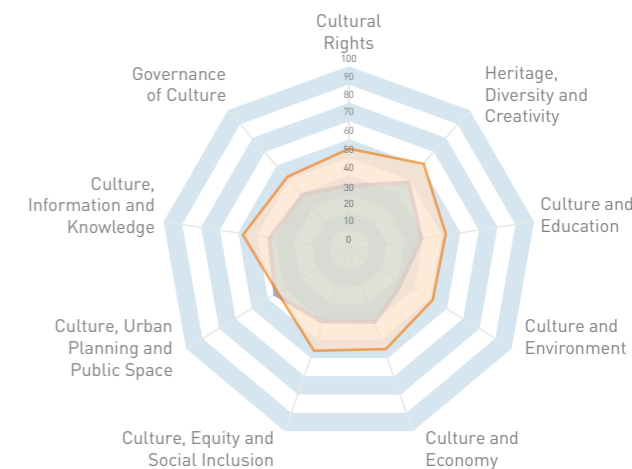 Cultural
Rights
100
90
80
70
60
50
40
30
20
10
0
Heritage,
Diversity and
Creativity
Culture and
Education
Culture and
Environment
Culture and
Economy
Culture, Equity and
Social Inclusion
Culture, Urban
Planning and
Public Space
Culture,
Information and
Knowledge
Governance
of Culture